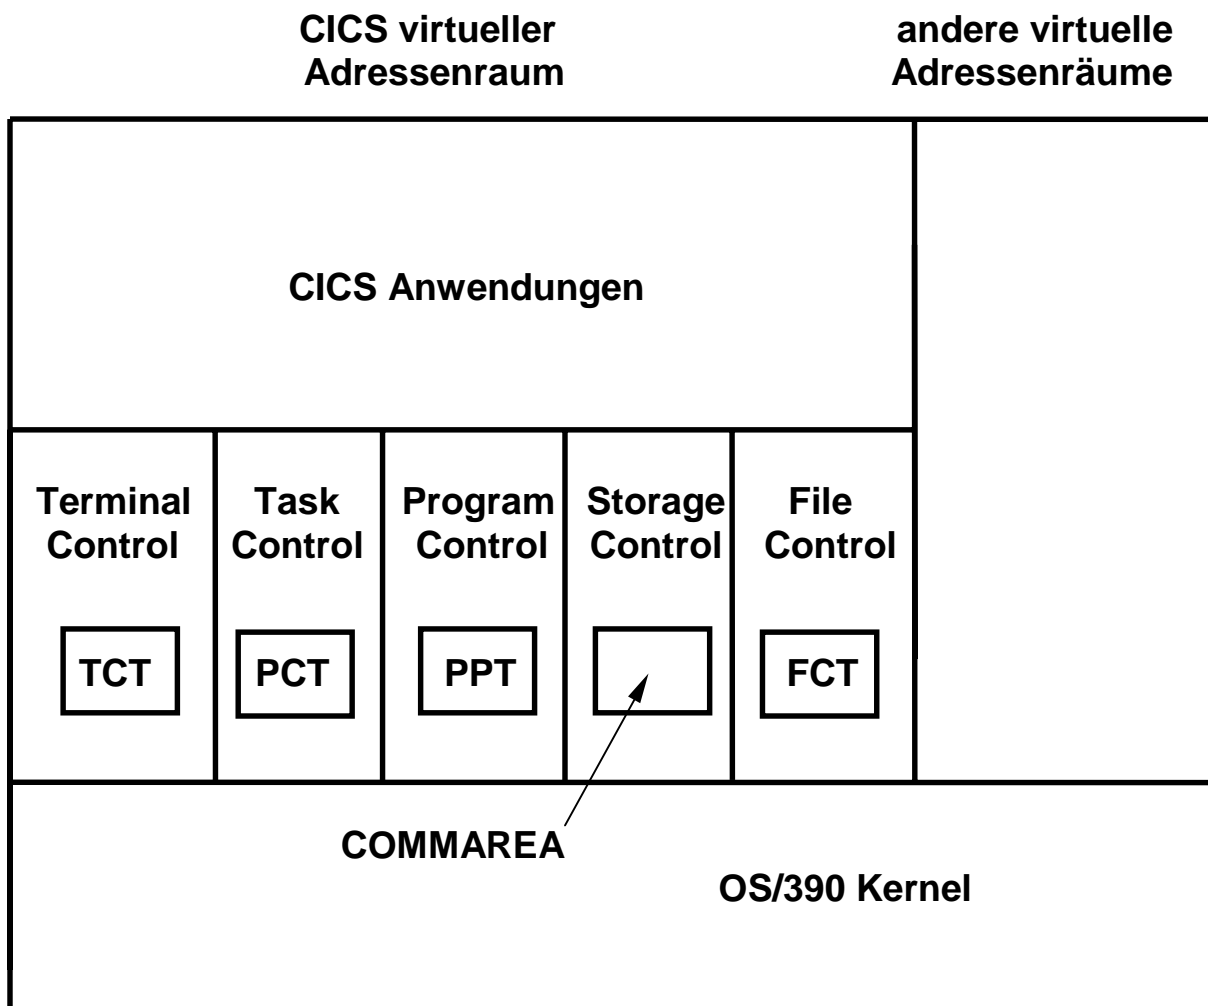 CICS virtueller
Adressenraum
andere virtuelle
Adressenräume
CICS Anwendungen
Terminal
Control
Task
Control
Program
Control
Storage
Control
File
Control
TCT
PCT
PPT
FCT
COMMAREA
OS/390 Kernel